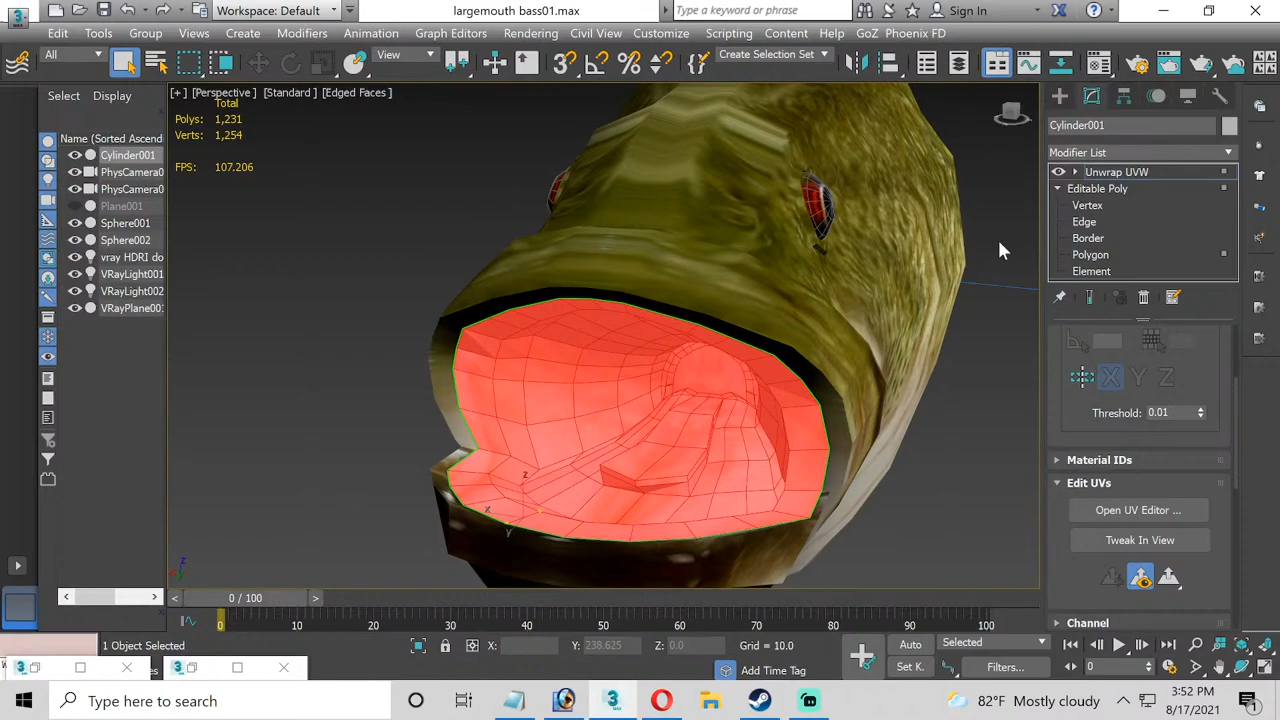 Workspace: Default
largemouth bass01.max
Type a keyword or phrase
Sign In
File Edit Tools Group Views Create Modifiers Animation Graph Editors Rendering Civil View Customize Scripting Content Help GoZ Phoenix FD
All
View
Create Selection Set
Select Display
Name (Sorted Ascend
Cylinder001
PhysCamera0
PhysCamera0
Plane001
Sphere001
Sphere002
vray HDRI do
VRayLight001
VRayLight002
VRayPlane001
[+] [Perspective] [Standard] [Edged Faces]
Total
Polys: 1,231
Verts: 1,254
FPS: 107.206
z
x
Y
z
Cylinder001
Modifier List
Unwrap UVW
Editable Poly
Vertex
Edge
Border
Polygon
Element
X Y Z
Threshold: 0.01
Material IDs
Edit UVs
Open UV Editor ...
Tweak In View
Channel
0 / 100
0 10 20 30 40 50 60 70 80 90 100
1 Object Selected
X: Y: 238.625 Z: 0.0 Grid = 10.0
Add Time Tag
Auto Selected
Set K. Filters...
0
Type here to search
82°F Mostly cloudy
3:52 PM
8/17/2021